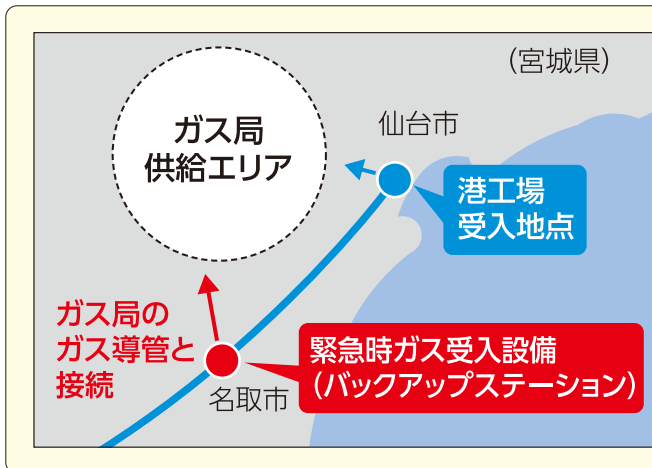 (宮城県)
ガス局
供給エリア
仙台市
港工場
受入地点
ガス局の
ガス導管と
接続
緊急時ガス受入設備
(バックアップステーション)
名取市